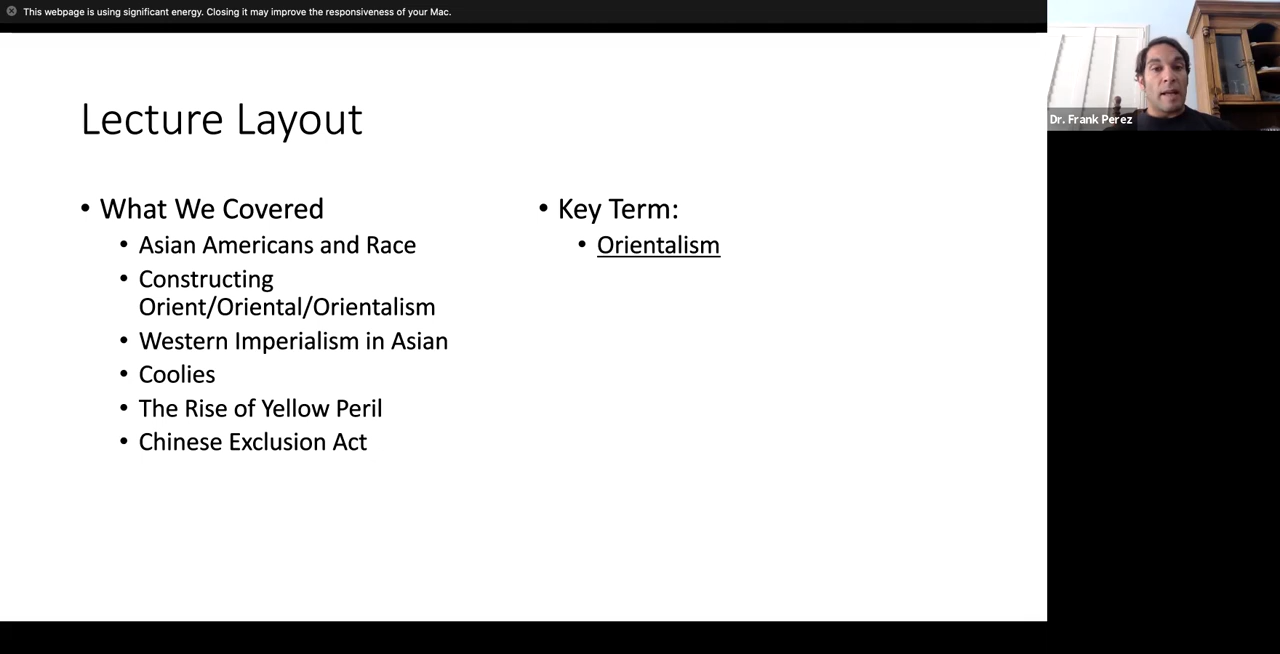 This webpage is using significant energy. Closing it may improve the responsiveness of your Mac.
Dr. Frank Perez
Lecture Layout
• What We Covered
• Asian Americans and Race
• Constructing
Orient/Oriental/Orientalism
• Western Imperialism in Asian
• Coolies
• The Rise of Yellow Peril
• Chinese Exclusion Act
• Key Term:
• Orientalism